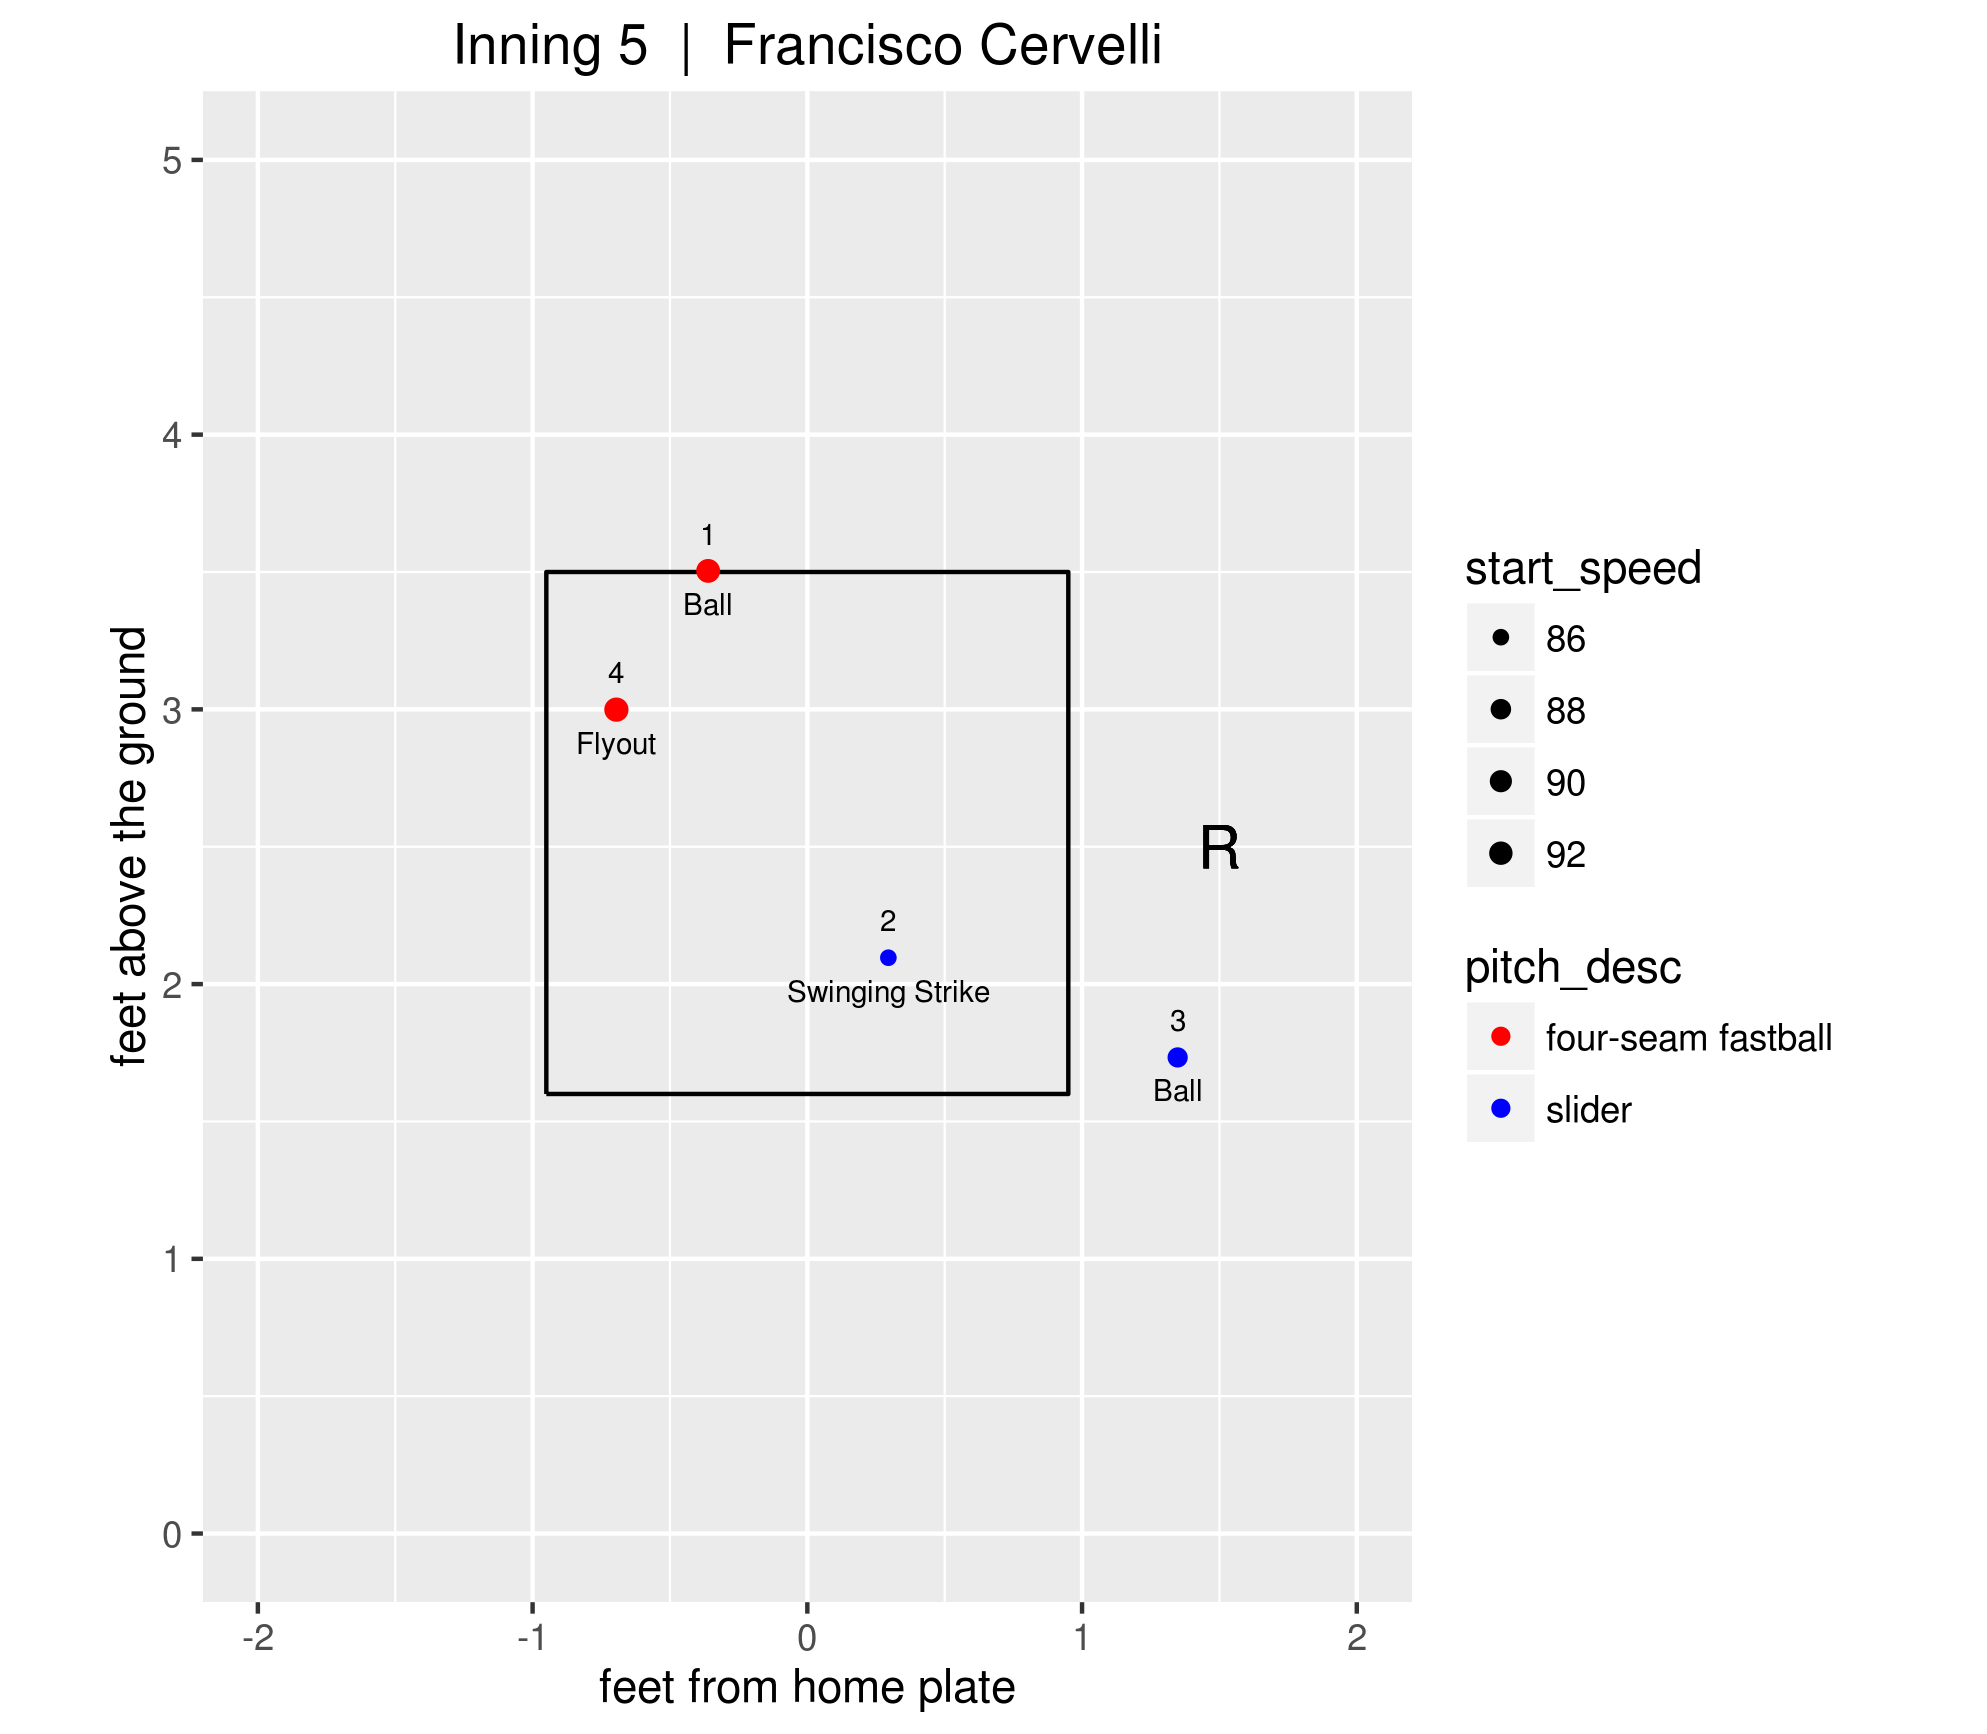 Inning 5 | Francisco Cervelli
feet above the ground
5
4
3
2
1
0
1
Ball
4
Flyout
R
2
Swinging Strike
3
Ball
-2
-1
0
1
2
feet from home plate
start_speed
86
88
90
92
pitch_desc
four-seam fastball
slider